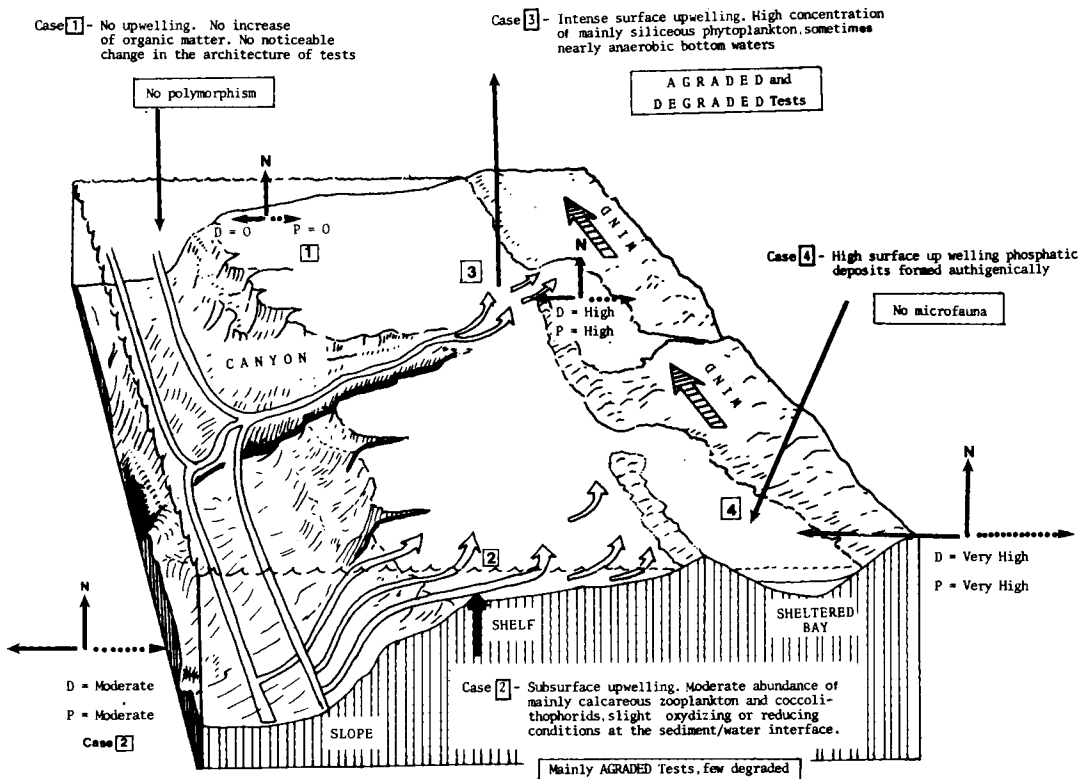 Case 1 - No upwelling. No increase
of organic matter. No noticeable
change in the architecture of tests
No polymorphism
Case 3 - Intense surface upwelling. High concentration
of mainly siliceous phytoplankton, sometimes
nearly anaerobic bottom waters
AGRADED and
DEGRADED Tests
N
D = O
P = O
1
3
N
WIND
D = High
P = High
Case 4 - High surface up welling phosphatic
deposits formed authigenically
No microfauna
CANYON
WIND
4
N
D = Very High
P = Very High
2
N
D = Moderate
P = Moderate
Case 2
SHELF
SHELTERED
BAY
SLOPE
Case 2 - Subsurface upwelling. Moderate abundance of
mainly calcareous zooplankton and coccoli-
thophorids, slight oxydizing or reducing
conditions at the sediment/water interface.
Mainly AGRADED Tests, few degraded